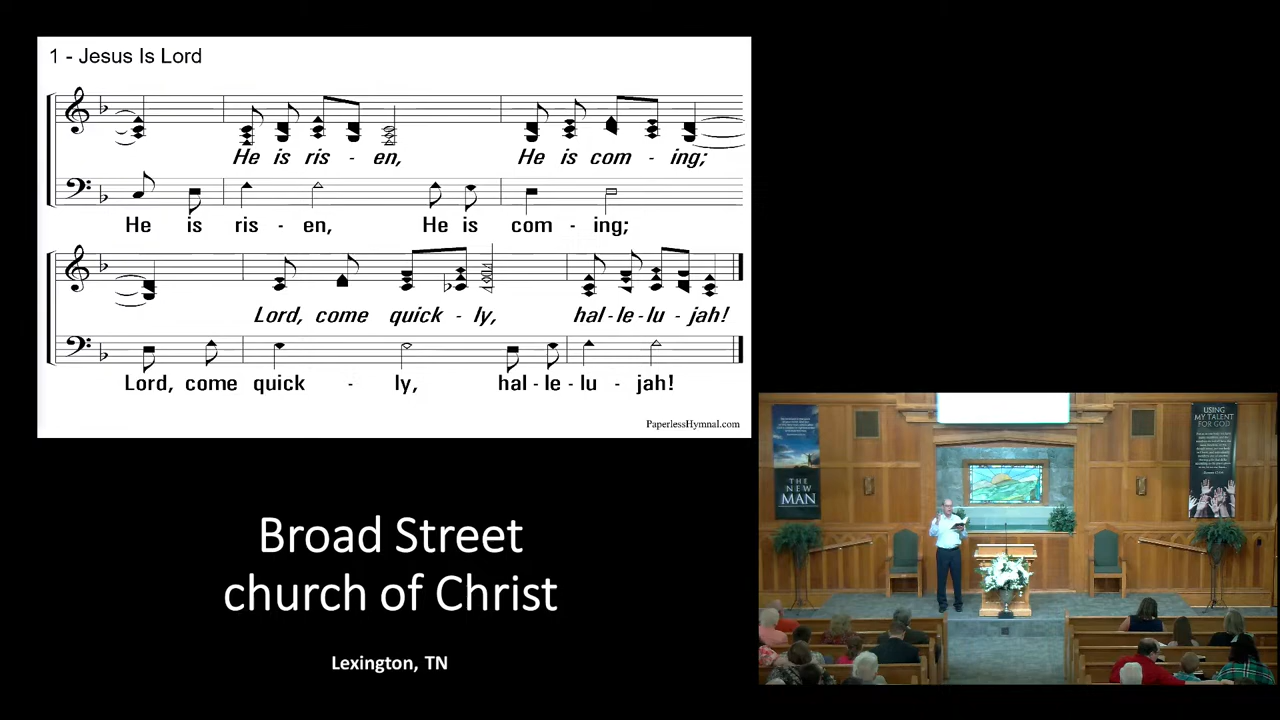 1 - Jesus Is Lord
He is ris - en, He is com - ing;
He is ris - en, He is com - ing;
Lord, come quick - ly, hal - le - lu - jah!
Lord, come quick - ly, hal - le - lu - jah!
PaperlessHymnal.com
Broad Street
church of Christ
Lexington, TN
THE
NEW
MAN
USING
MY TALENT
FOR GOD